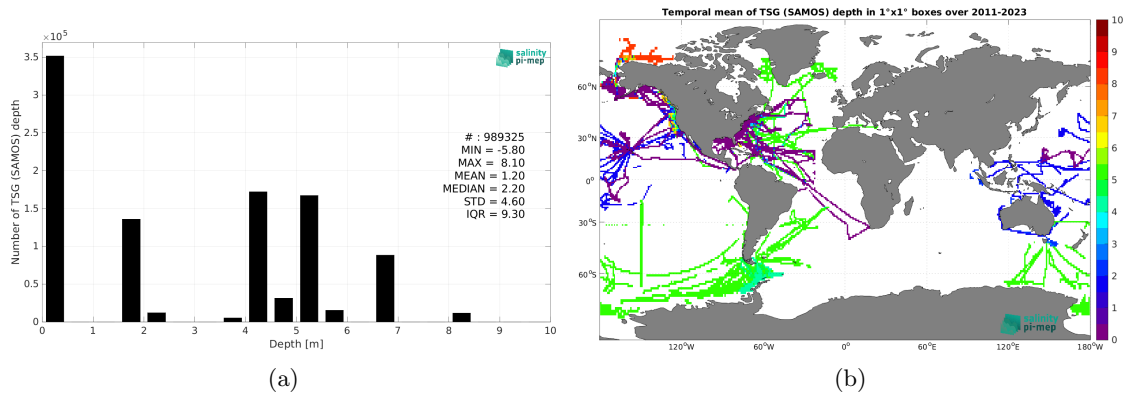 ×10⁵
3.5
3
2.5
2
1.5
1
0.5
0
Number of TSG (SAMOS) depth
salinity
pi-mep
# : 989325
MIN = -5.80
MAX = 8.10
MEAN = 1.20
MEDIAN = 2.20
STD = 4.60
IQR = 9.30
0 1 2 3 4 5 6 7 8 9 10
Depth [m]
(a)
Temporal mean of TSG (SAMOS) depth in 1°x1° boxes over 2011-2023
60°N
30°N
0°
30°S
60°S
120°W 60°W 0° 60°E 120°E 180°W
salinity
pi-mep
10
9
8
7
6
5
4
3
2
1
0
(b)